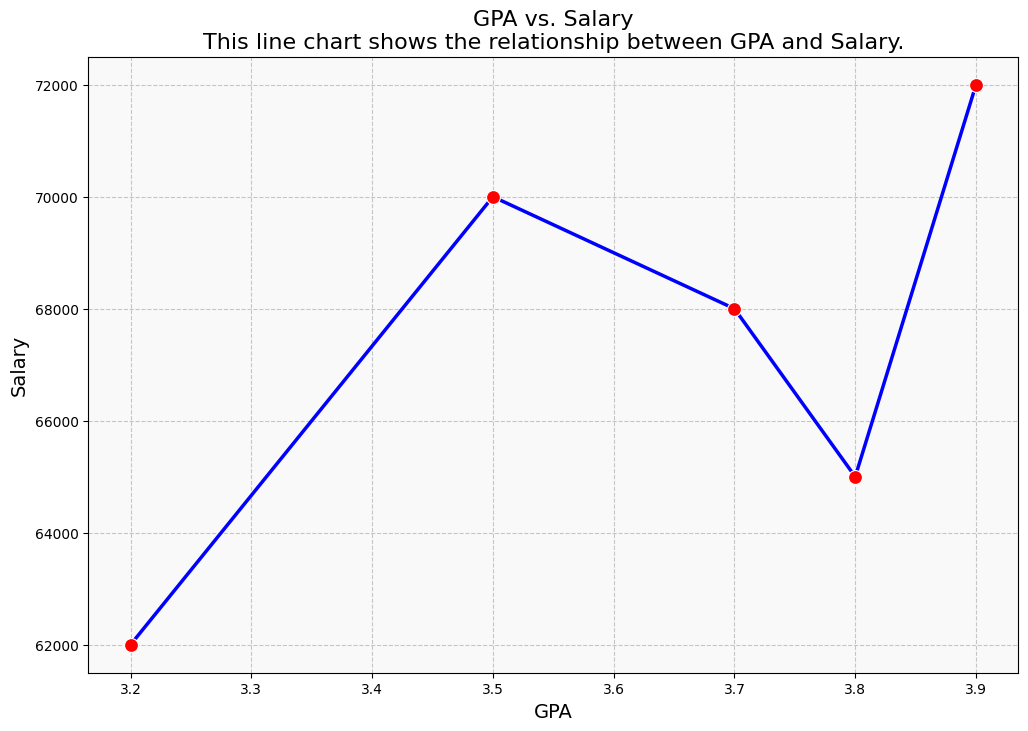 GPA vs. Salary
This line chart shows the relationship between GPA and Salary.
72000
70000
68000
66000
64000
62000
Salary
3.2 3.3 3.4 3.5 3.6 3.7 3.8 3.9
GPA